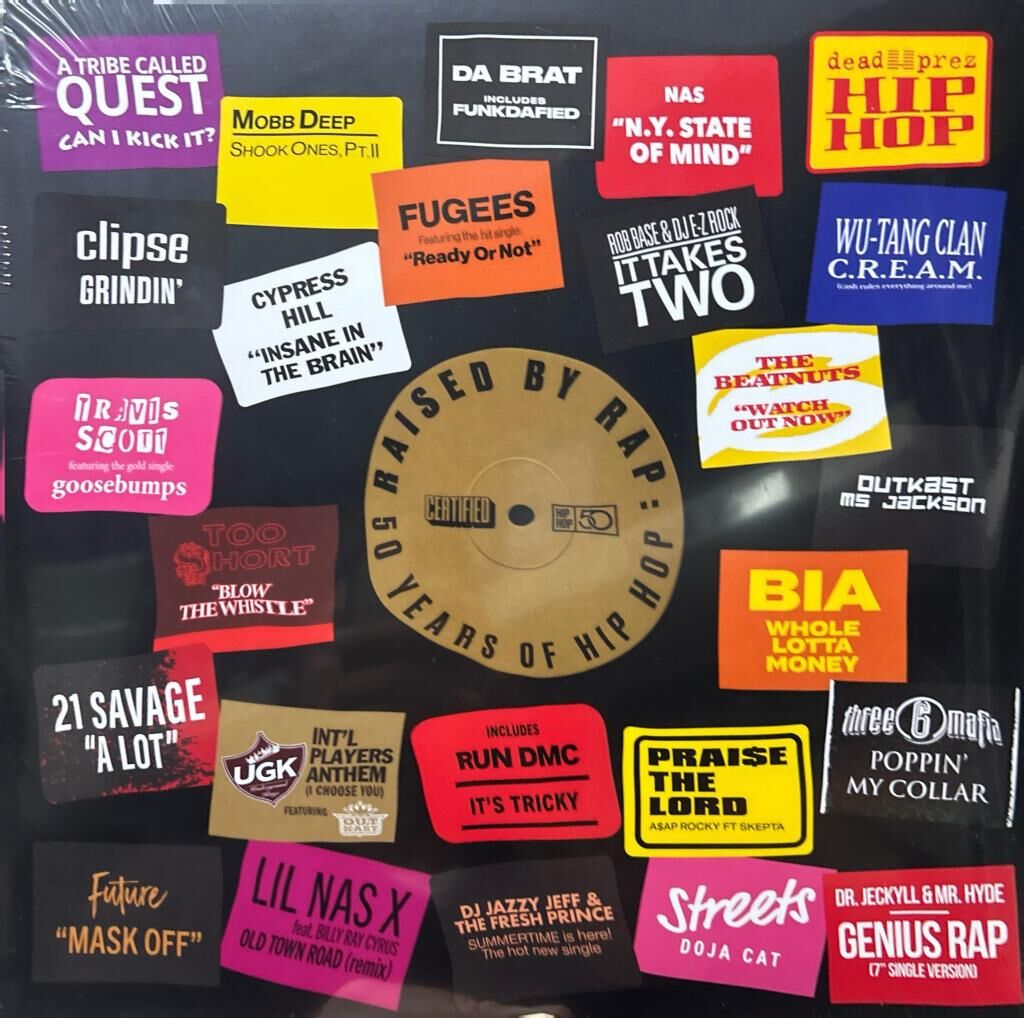 A TRIBE CALLED
QUEST
CAN I KICK IT?
MOBB DEEP
SHOOK ONES, PT. II
DA BRAT
INCLUDES
FUNKDAFIED
NAS
"N.Y. STATE
OF MIND"
dead prez
HIP
HOP
clipse
GRINDIN'
CYPRESS
HILL
"INSANE IN
THE BRAIN"
FUGEES
Featuring the hit single:
"Ready Or Not"
ROB BASE & DJ E-Z ROCK
IT TAKES
TWO
WU-TANG CLAN
C.R.E.A.M.
(cash rules everything around me)
THE
BEATNUTS
"WATCH
OUT NOW"
TRAVIS
SCOTT
featuring the gold single
goosebumps
RAISED BY RAP:
50 YEARS OF HIP HOP
CERTIFIED
HIP
HOP
50
OUTKAST
MS JACKSON
TOO
$HORT
"BLOW
THE WHISTLE"
BIA
WHOLE
LOTTA
MONEY
21 SAVAGE
"A LOT"
UGK
Underground
Kingz
INT'L
PLAYERS
ANTHEM
(I CHOOSE YOU)
FEATURING
OUT
KAST
INCLUDES
RUN DMC
IT'S TRICKY
PRAI$E
THE
LORD
A$AP ROCKY FT SKEPTA
three 6 mafia
POPPIN'
MY COLLAR
Future
"MASK OFF"
LIL NAS X
feat. BILLY RAY CYRUS
OLD TOWN ROAD (remix)
DJ JAZZY JEFF &
THE FRESH PRINCE
SUMMERTIME is here!
The hot new single
Streets
DOJA CAT
DR. JECKYLL & MR. HYDE
GENIUS RAP
(7" SINGLE VERSION)